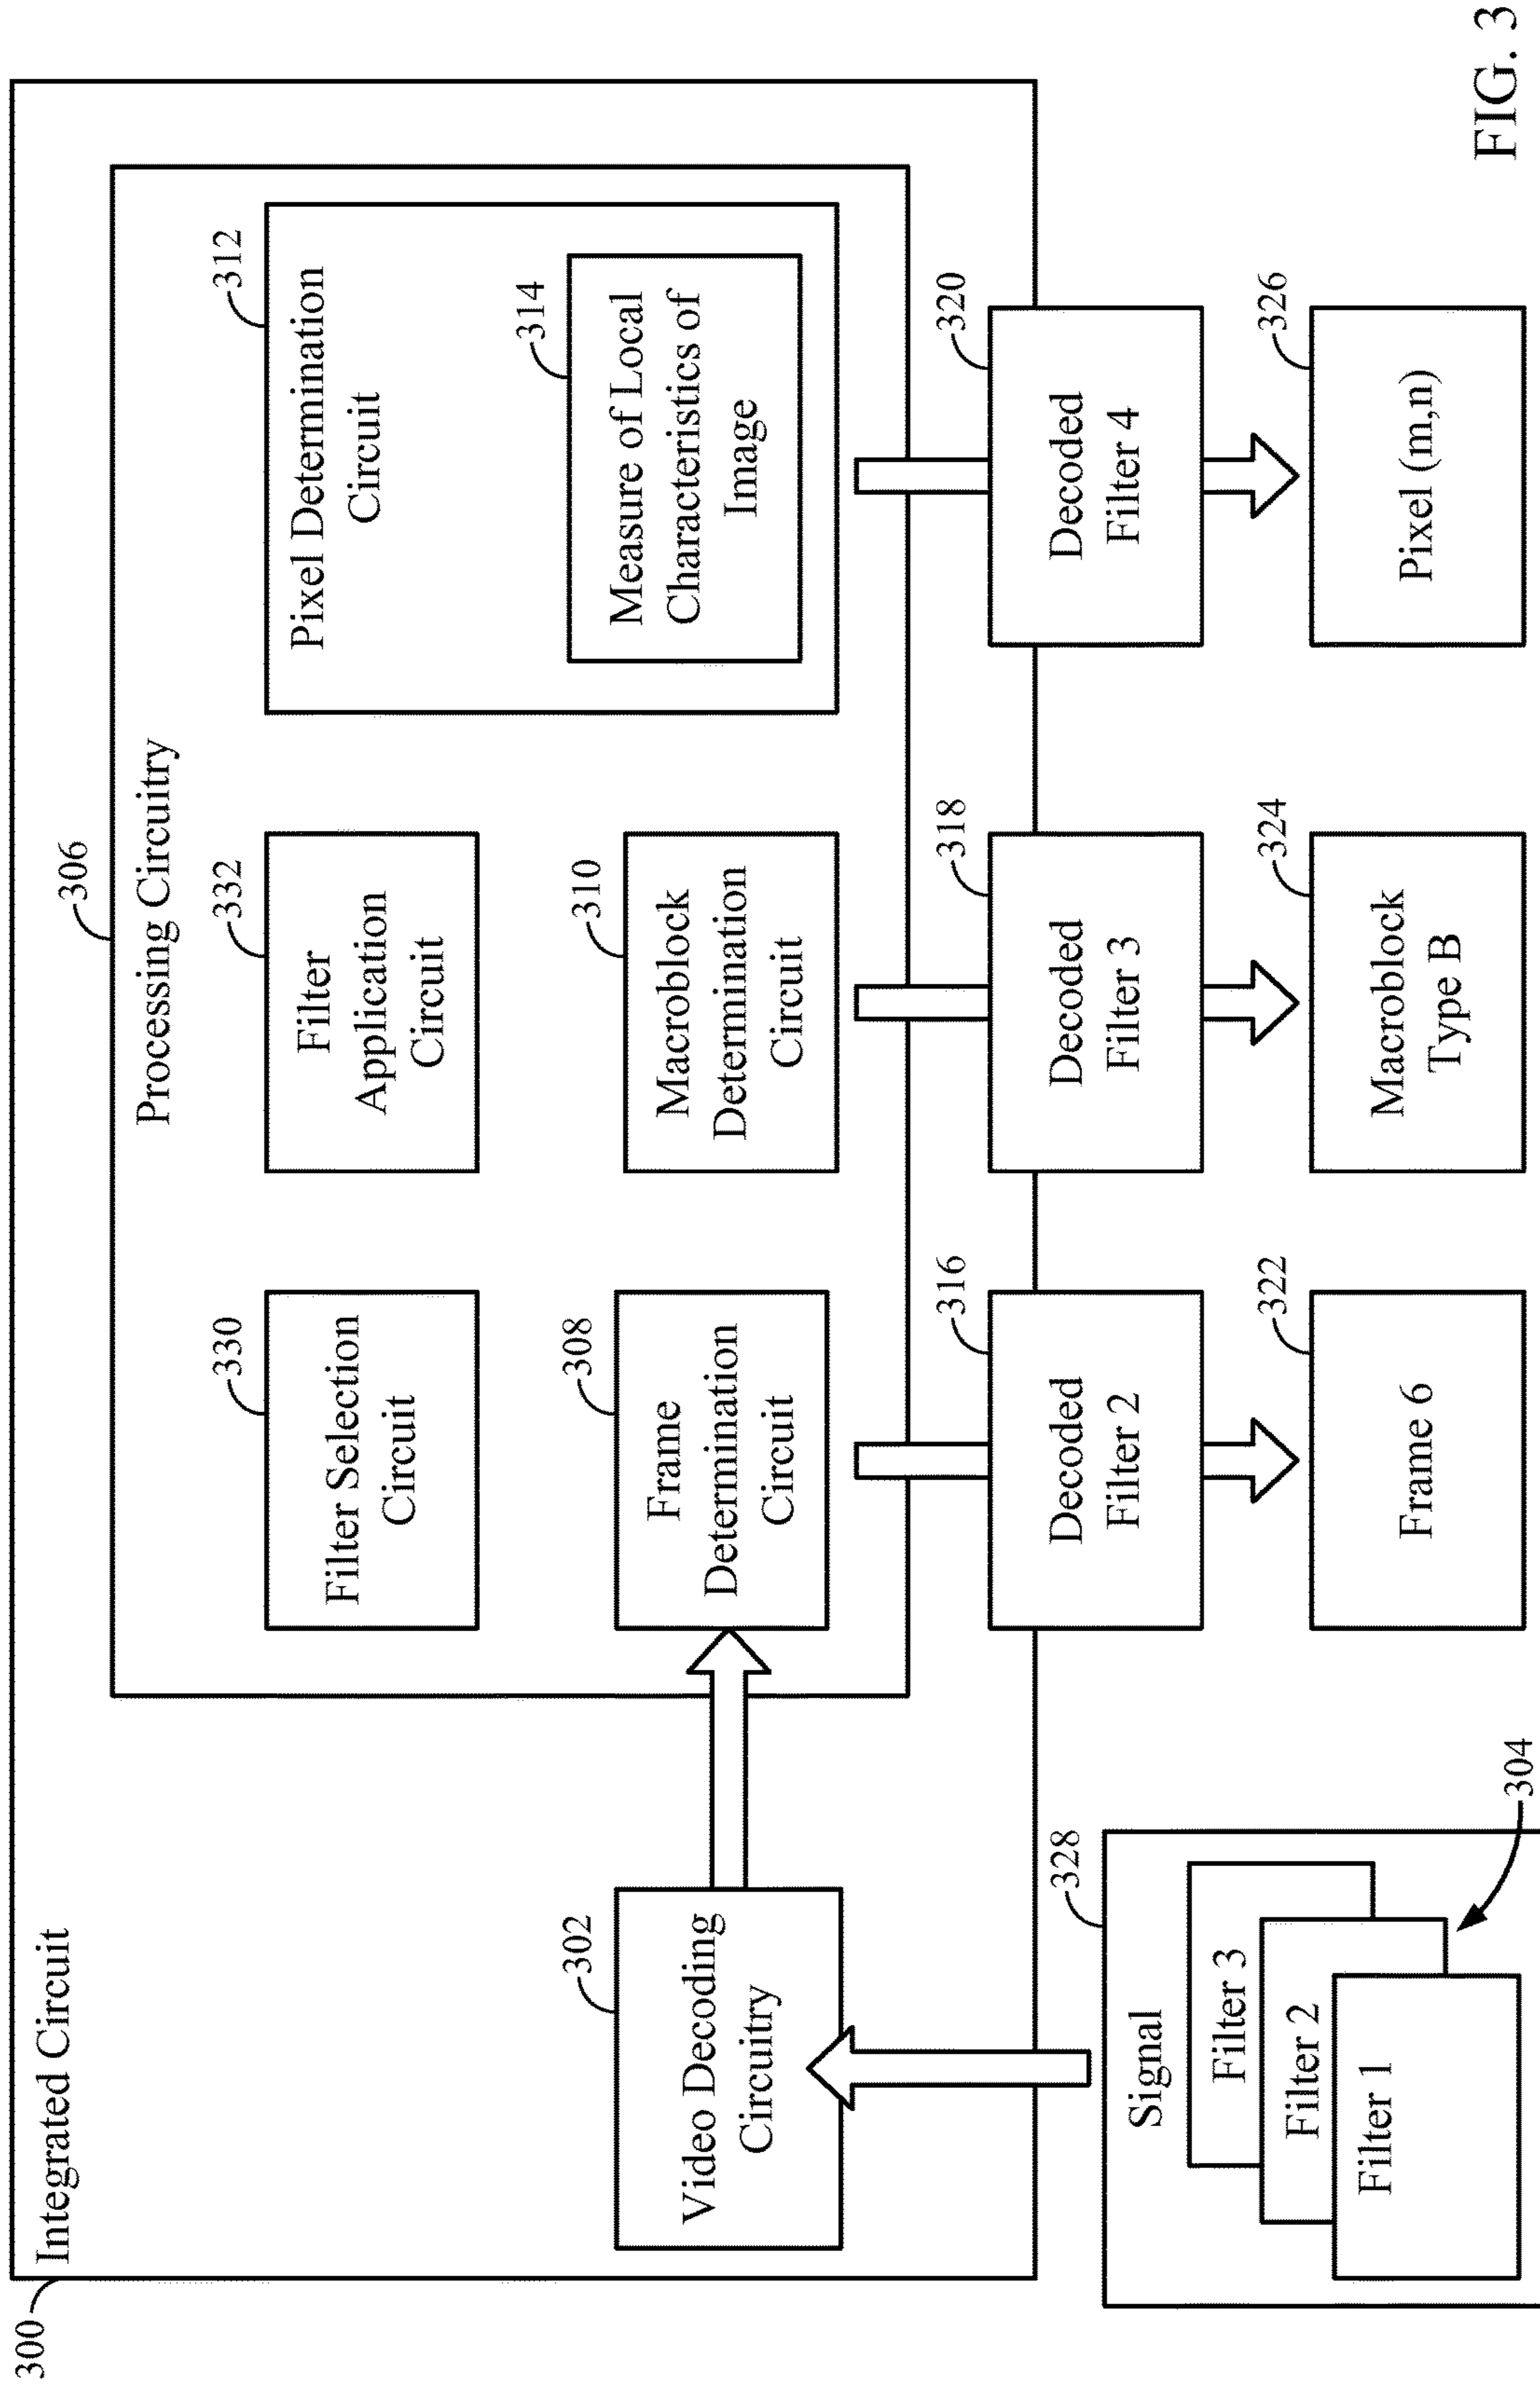 300
Integrated Circuit
306
Processing Circuitry
330
Filter Selection
Circuit
332
Filter
Application
Circuit
312
Pixel Determination
Circuit
314
Measure of Local
Characteristics of
Image
302
Video Decoding
Circuitry
308
Frame
Determination
Circuit
310
Macroblock
Determination
Circuit
328
Signal
Filter 3
Filter 2
Filter 1
304
316
Decoded
Filter 2
318
Decoded
Filter 3
320
Decoded
Filter 4
322
Frame 6
324
Macroblock
Type B
326
Pixel (m,n)
FIG. 3